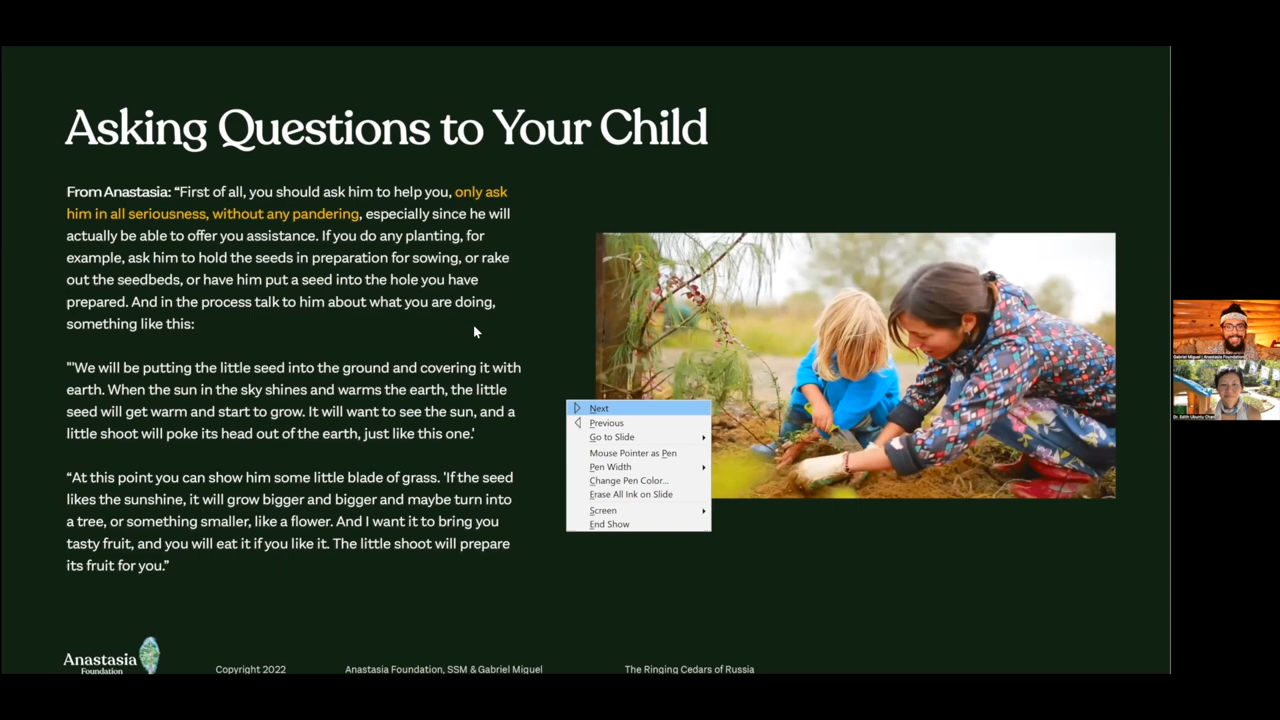 Asking Questions to Your Child
From Anastasia: “First of all, you should ask him to help you, only ask
him in all seriousness, without any pandering, especially since he will
actually be able to offer you assistance. If you do any planting, for
example, ask him to hold the seeds in preparation for sowing, or rake
out the seedbeds, or have him put a seed into the hole you have
prepared. And in the process talk to him about what you are doing,
something like this:
"'We will be putting the little seed into the ground and covering it with
earth. When the sun in the sky shines and warms the earth, the little
seed will get warm and start to grow. It will want to see the sun, and a
little shoot will poke its head out of the earth, just like this one.'
“At this point you can show him some little blade of grass. 'If the seed
likes the sunshine, it will grow bigger and bigger and maybe turn into
a tree, or something smaller, like a flower. And I want it to bring you
tasty fruit, and you will eat it if you like it. The little shoot will prepare
its fruit for you.”
Next
Previous
Go to Slide
Mouse Pointer as Pen
Pen Width
Change Pen Color...
Erase All Ink on Slide
Screen
End Show
Gabriel Miguel | Anastasia Foundation
Dr. Edith Ubuntu Chan
Anastasia
Foundation
Copyright 2022
Anastasia Foundation, SSM & Gabriel Miguel
The Ringing Cedars of Russia